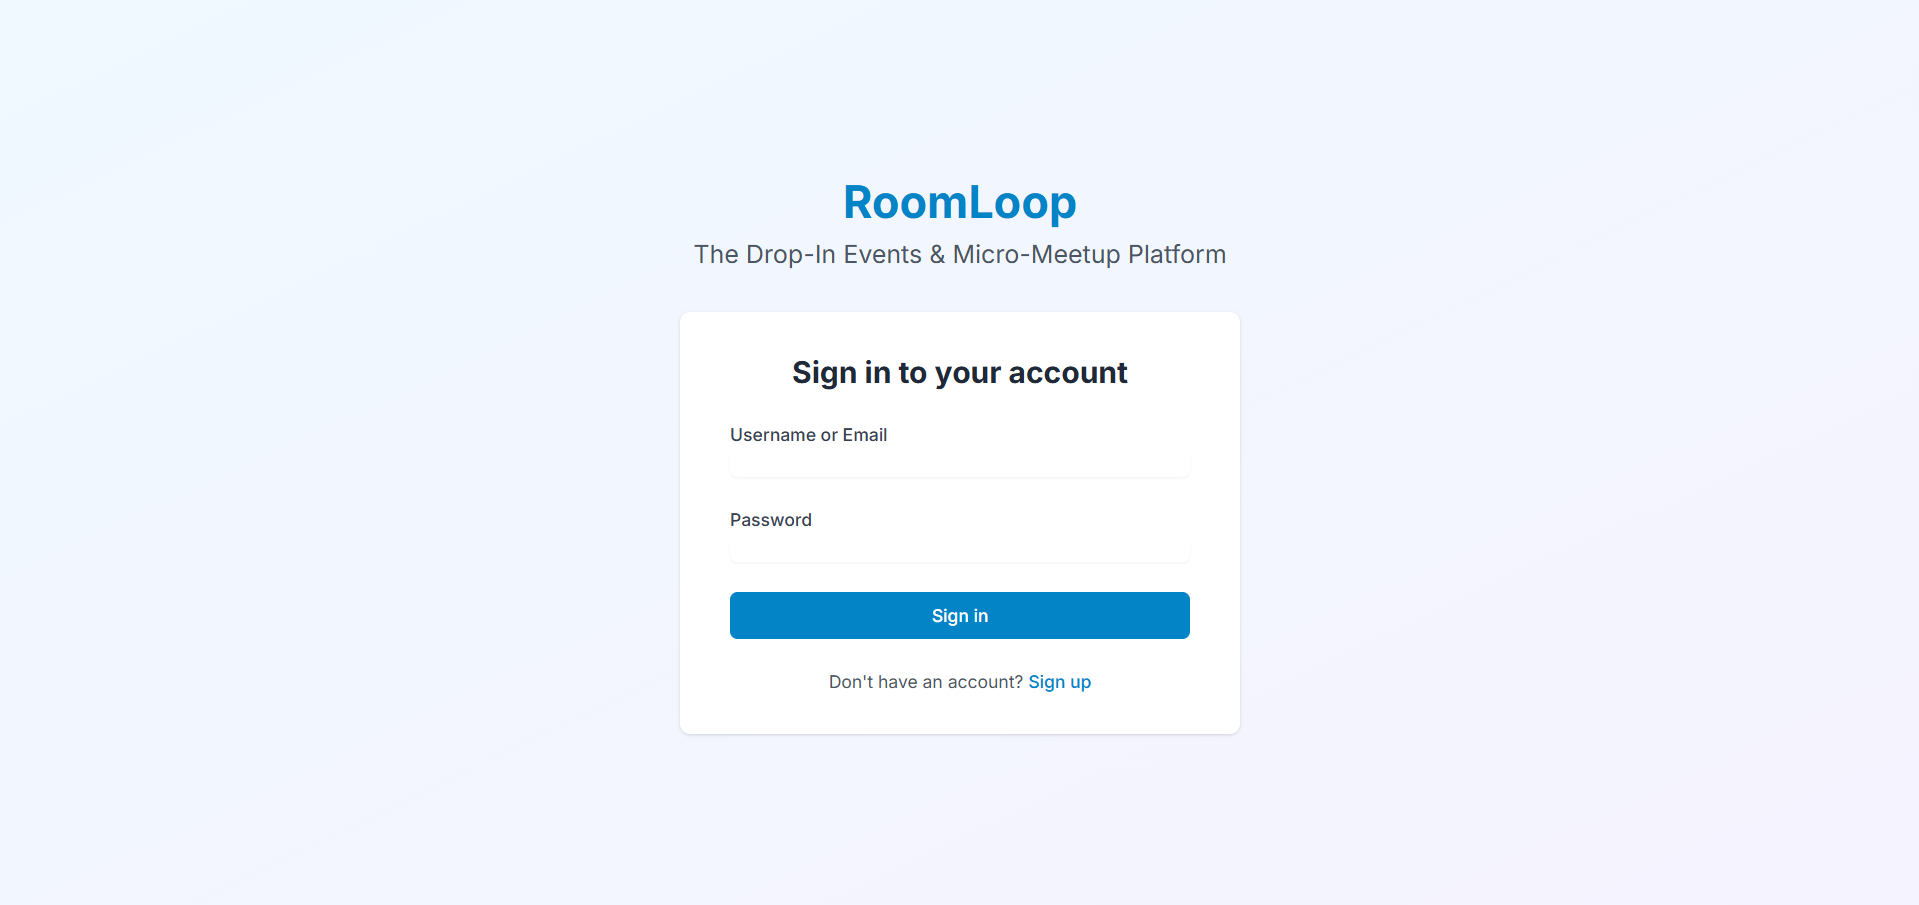 RoomLoop
The Drop-In Events & Micro-Meetup Platform
Sign in to your account
Username or Email
Password
Sign in
Don't have an account? Sign up